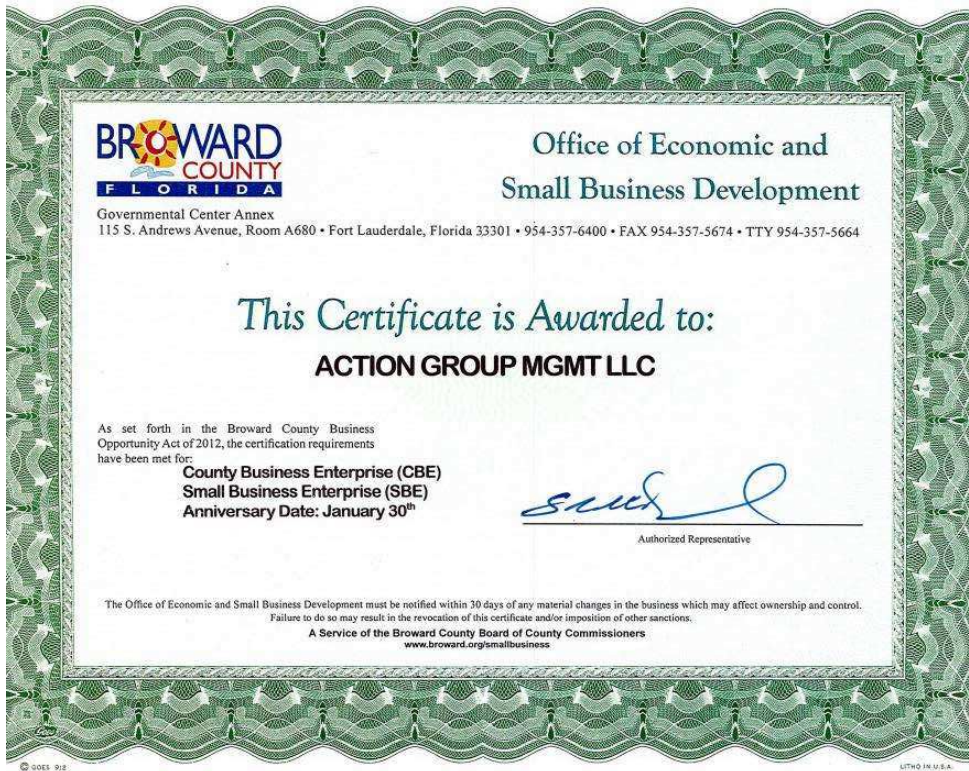 BROWARD
COUNTY
FLORIDA
Office of Economic and
Small Business Development
Governmental Center Annex
115 S. Andrews Avenue, Room A680 • Fort Lauderdale, Florida 33301 • 954-357-6400 • FAX 954-357-5674 • TTY 954-357-5664
This Certificate is Awarded to:
ACTION GROUP MGMT LLC
As set forth in the Broward County Business
Opportunity Act of 2012, the certification requirements
have been met for:
County Business Enterprise (CBE)
Small Business Enterprise (SBE)
Anniversary Date: January 30th
Authorized Representative
The Office of Economic and Small Business Development must be notified within 30 days of any material changes in the business which may affect ownership and control.
Failure to do so may result in the revocation of this certificate and/or imposition of other sanctions.
A Service of the Broward County Board of County Commissioners
www.broward.org/smallbusiness
© GOES 912
LITHO IN U.S.A.